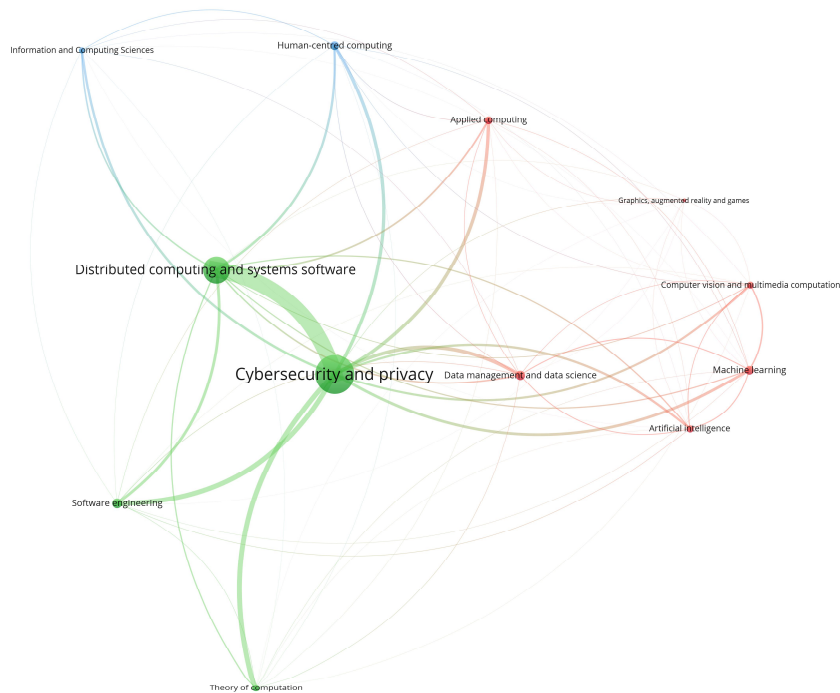 Information and Computing Sciences
Human-centred computing
Applied computing
Graphics, augmented reality and games
Distributed computing and systems software
Computer vision and multimedia computation
Cybersecurity and privacy
Data management and data science
Machine learning
Artificial intelligence
Software engineering
Theory of computation